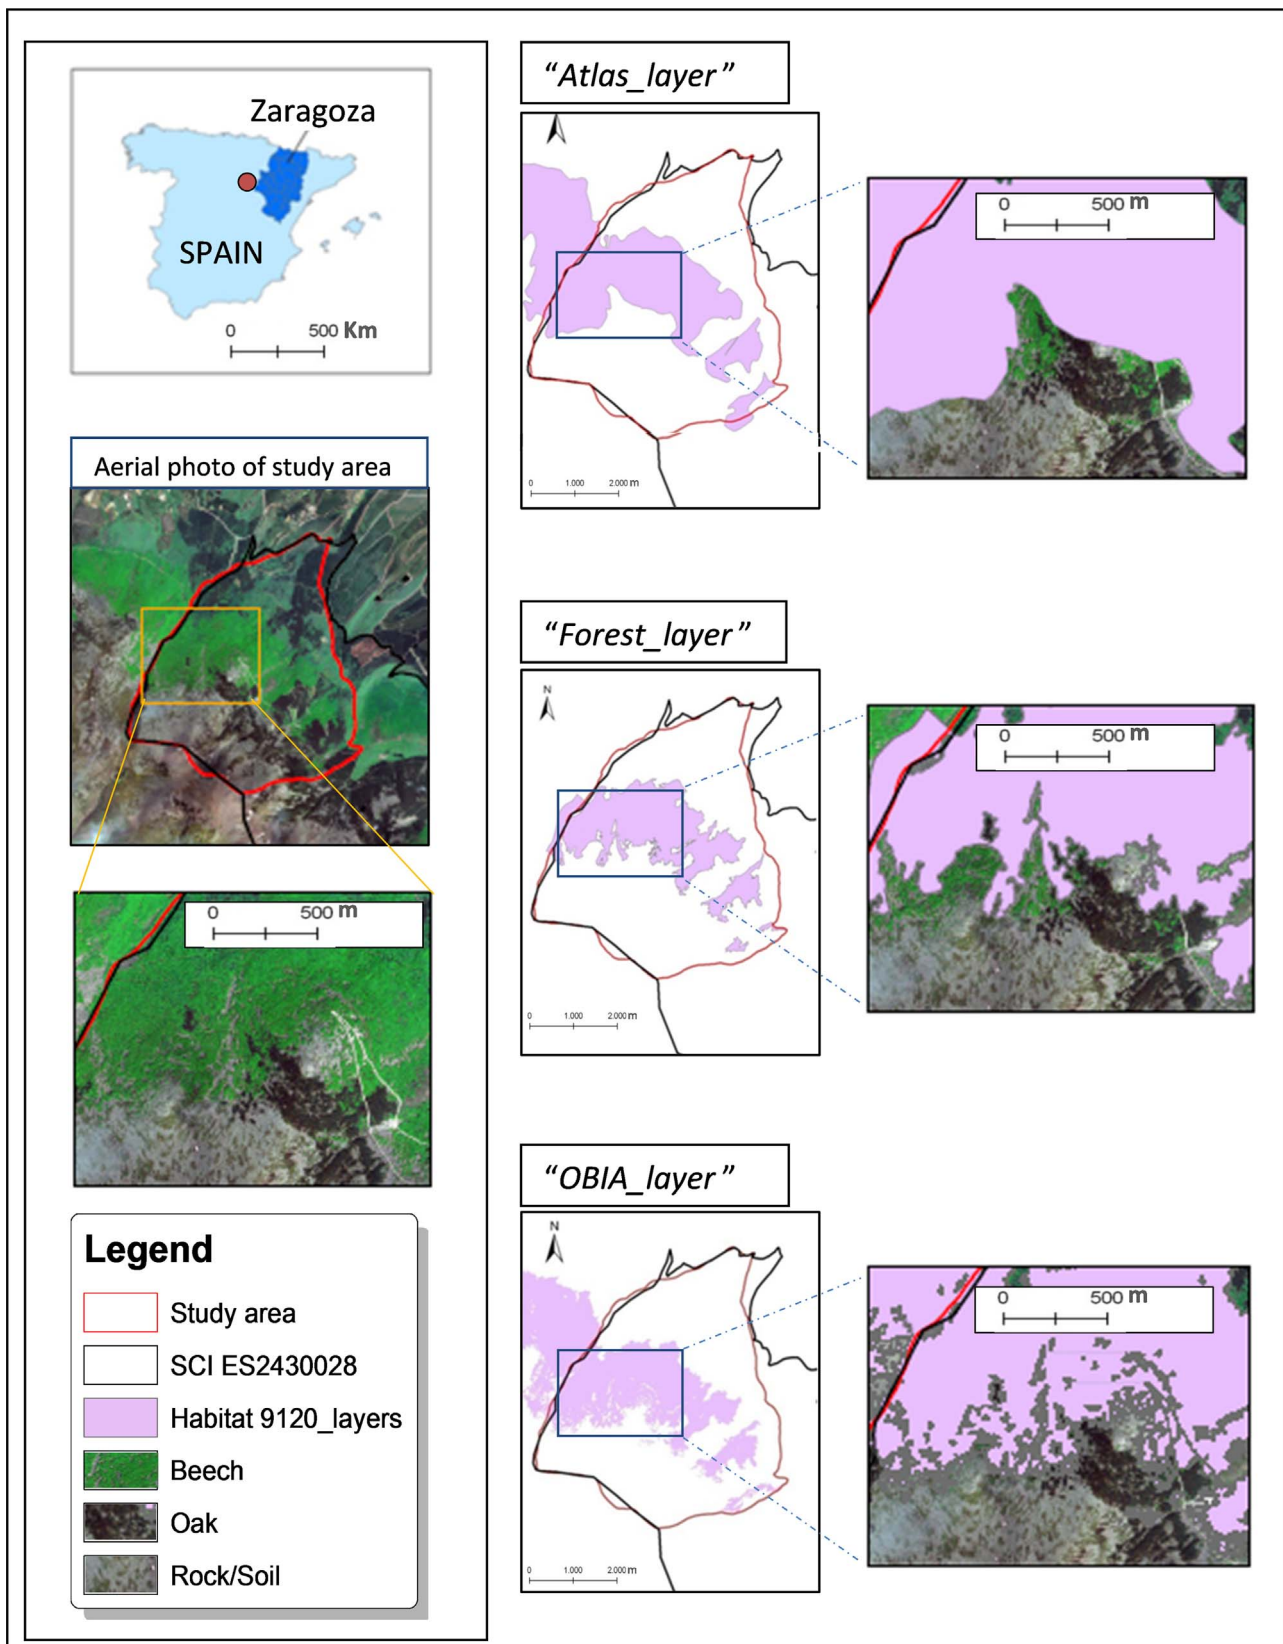 Zaragoza
SPAIN
0 500 Km
Aerial photo of study area
0 500 m
Legend
Study area
SCI ES2430028
Habitat 9120_layers
Beech
Oak
Rock/Soil
“Atlas_layer”
0 1.000 2.000 m
0 500 m
“Forest_layer”
N
0 1.000 2.000 m
0 500 m
“OBIA_layer”
N
0 1.000 2.000 m
0 500 m